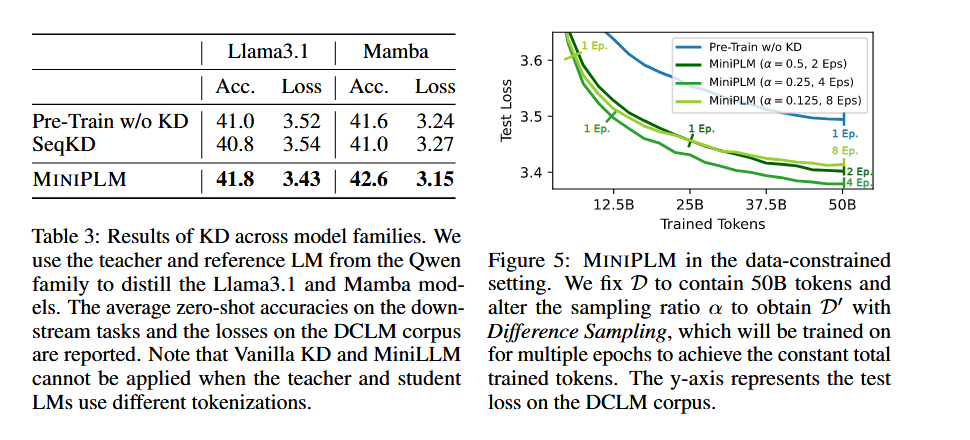 Llama3.1 Mamba
Acc. Loss Acc. Loss
Pre-Train w/o KD 41.0 3.52 41.6 3.24
SeqKD 40.8 3.54 41.0 3.27
MINIPLM 41.8 3.43 42.6 3.15
Table 3: Results of KD across model families. We
use the teacher and reference LM from the Qwen
family to distill the Llama3.1 and Mamba mod-
els. The average zero-shot accuracies on the down-
stream tasks and the losses on the DCLM corpus
are reported. Note that Vanilla KD and MiniLLM
cannot be applied when the teacher and student
LMs use different tokenizations.
Test Loss
3.6
3.5
3.4
1 Ep.
Pre-Train w/o KD
MiniPLM (α = 0.5, 2 Eps)
MiniPLM (α = 0.25, 4 Eps)
MiniPLM (α = 0.125, 8 Eps)
1 Ep.
1 Ep.
1 Ep.
8 Ep.
2 Ep.
4 Ep.
12.5B 25B 37.5B 50B
Trained Tokens
Figure 5: MINIPLM in the data-constrained
setting. We fix D to contain 50B tokens and
alter the sampling ratio α to obtain D′ with
Difference Sampling, which will be trained on
for multiple epochs to achieve the constant total
trained tokens. The y-axis represents the test
loss on the DCLM corpus.